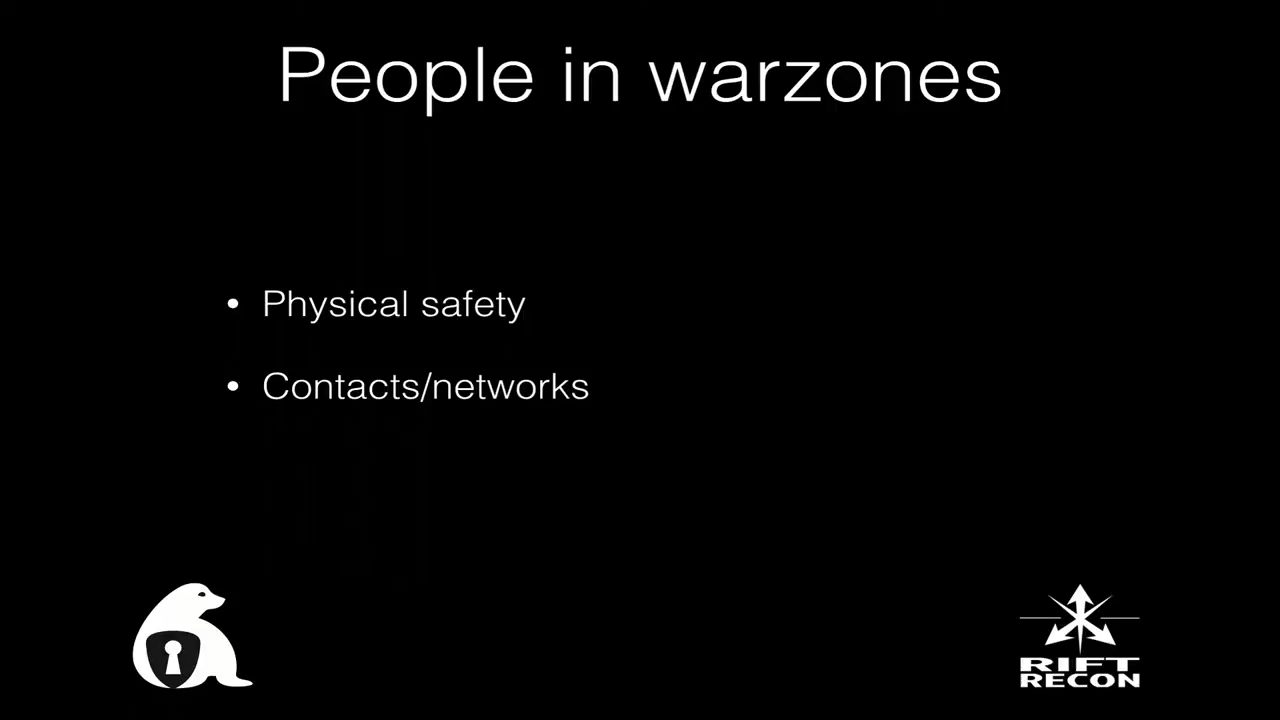 People in warzones
• Physical safety
• Contacts/networks
RIFT
RECON